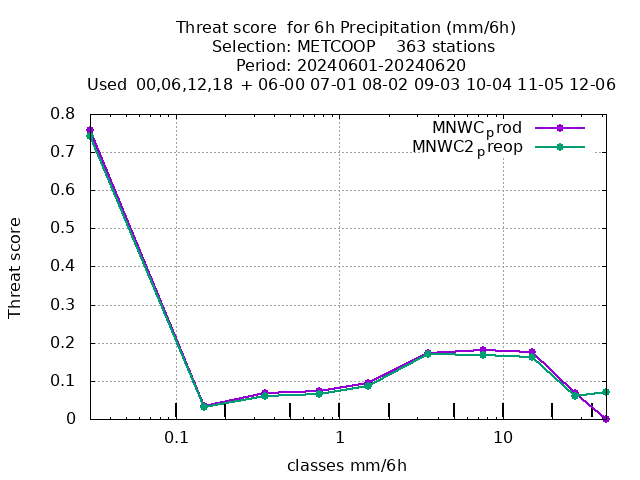 Threat score  for 6h Precipitation (mm/6h)
Selection: METCOOP    363 stations
Period: 20240601-20240620
Used  00,06,12,18  + 06-00 07-01 08-02 09-03 10-04 11-05 12-06
MNWCprod
MNWC2preop
0.8
0.7
0.6
0.5
0.4
0.3
0.2
0.1
0
Threat score
0.1 1 10
classes mm/6h